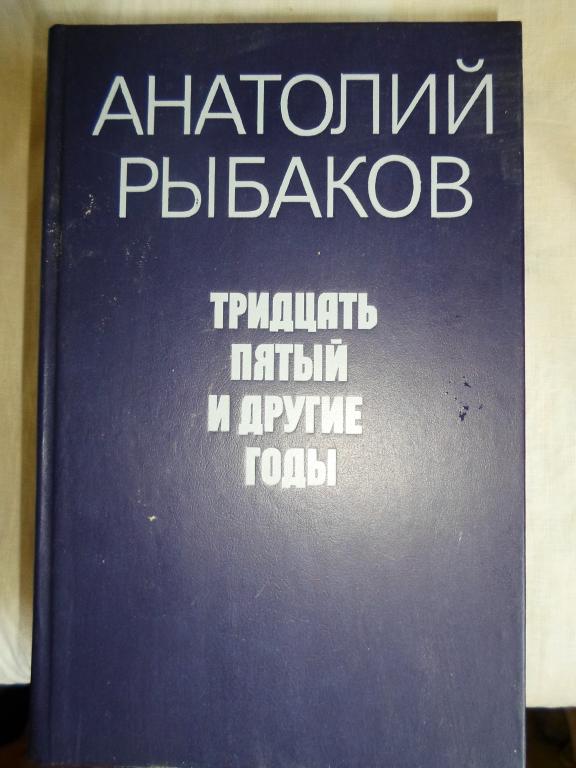 АНАТОЛИЙ
РЫБАКОВ
ТРИДЦАТЬ
ПЯТЫЙ
И ДРУГИЕ
ГОДЫ